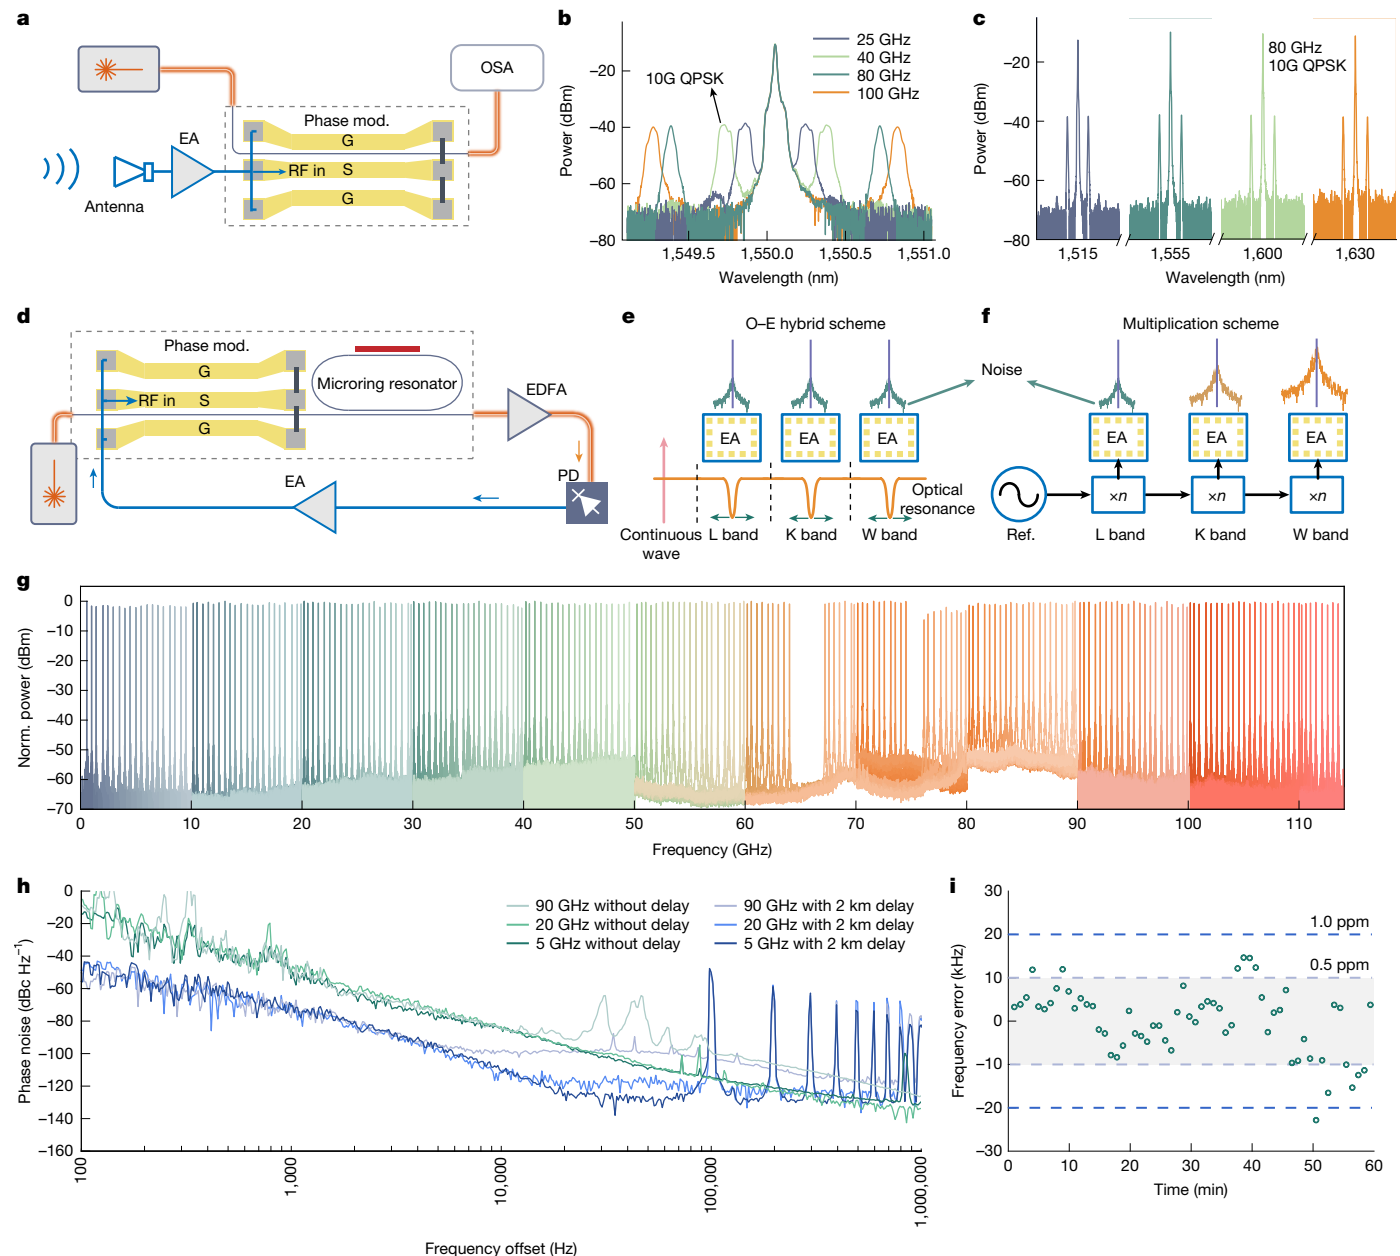 a
OSA
Phase mod.
G
EA
RF in
S
G
Antenna
b
25 GHz
40 GHz
80 GHz
100 GHz
10G QPSK
−20
−40
−60
−80
Power (dBm)
1,549.5
1,550.0
1,550.5
1,551.0
Wavelength (nm)
c
80 GHz
10G QPSK
−20
−40
−60
−80
Power (dBm)
1,515
1,555
1,600
1,630
Wavelength (nm)
d
Phase mod.
G
RF in
S
G
Microring resonator
EDFA
PD
EA
e
O–E hybrid scheme
Noise
EA
EA
EA
Optical
resonance
Continuous
wave
L band
K band
W band
f
Multiplication scheme
EA
EA
EA
×n
×n
×n
Ref.
L band
K band
W band
g
0
−10
−20
−30
−40
−50
−60
−70
Norm. power (dBm)
0
10
20
30
40
50
60
70
80
90
100
110
Frequency (GHz)
h
0
−20
−40
−60
−80
−100
−120
−140
−160
Phase noise (dBc Hz−1)
90 GHz without delay
20 GHz without delay
5 GHz without delay
90 GHz with 2 km delay
20 GHz with 2 km delay
5 GHz with 2 km delay
100
1,000
10,000
100,000
1,000,000
Frequency offset (Hz)
i
30
20
10
0
−10
−20
−30
Frequency error (kHz)
1.0 ppm
0.5 ppm
0
10
20
30
40
50
60
Time (min)